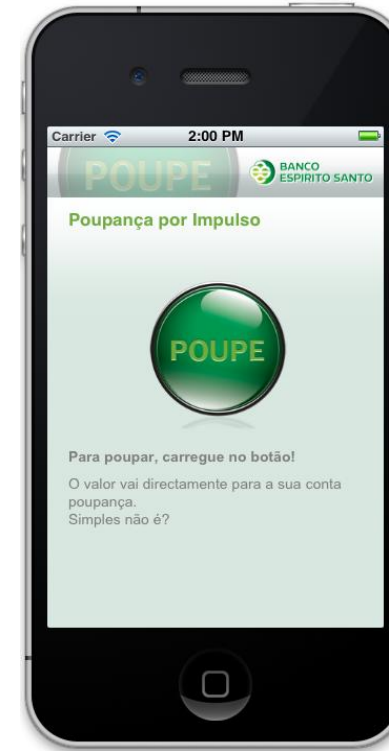 Carrier 2:00 PM
POUPE
BANCO
ESPIRITO SANTO
Poupança por Impulso
POUPE
Para poupar, carregue no botão!
O valor vai directamente para a sua conta
poupança.
Simples não é?